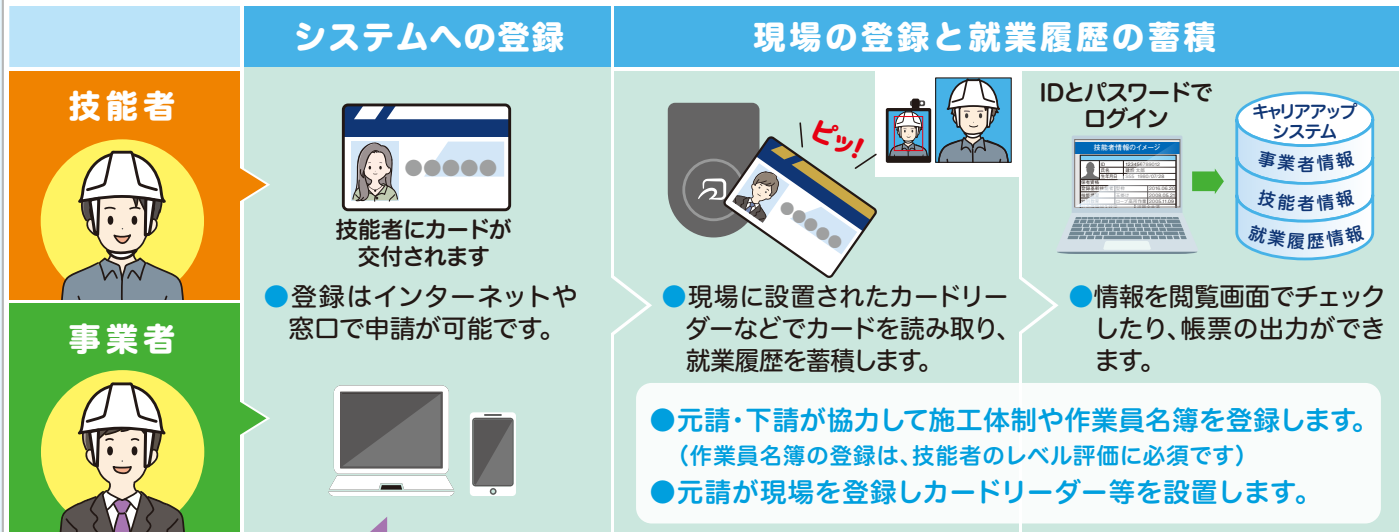 システムへの登録
現場の登録と就業履歴の蓄積
技能者
技能者にカードが
交付されます
●登録はインターネットや
窓口で申請が可能です。
ピッ!
●現場に設置されたカードリー
ダーなどでカードを読み取り、
就業履歴を蓄積します。
IDとパスワードで
ログイン
技能者情報のイメージ
キャリアアップ
システム
事業者情報
技能者情報
就業履歴情報
●情報を閲覧画面でチェック
したり、帳票の出力ができ
ます。
事業者
●元請・下請が協力して施工体制や作業員名簿を登録します。
(作業員名簿の登録は、技能者のレベル評価に必須です)
●元請が現場を登録しカードリーダー等を設置します。